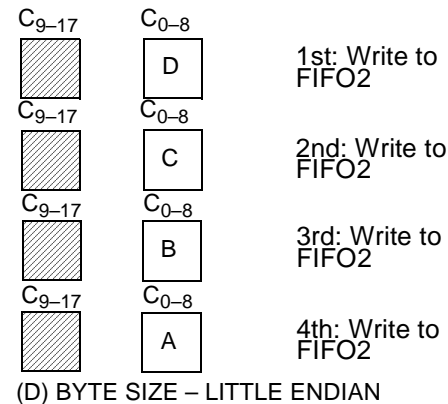 C9–17 C0–8
D 1st: Write to
FIFO2
C9–17 C0–8
C 2nd: Write to
FIFO2
C9–17 C0–8
B 3rd: Write to
FIFO2
C9–17 C0–8
A 4th: Write to
FIFO2
(D) BYTE SIZE – LITTLE ENDIAN